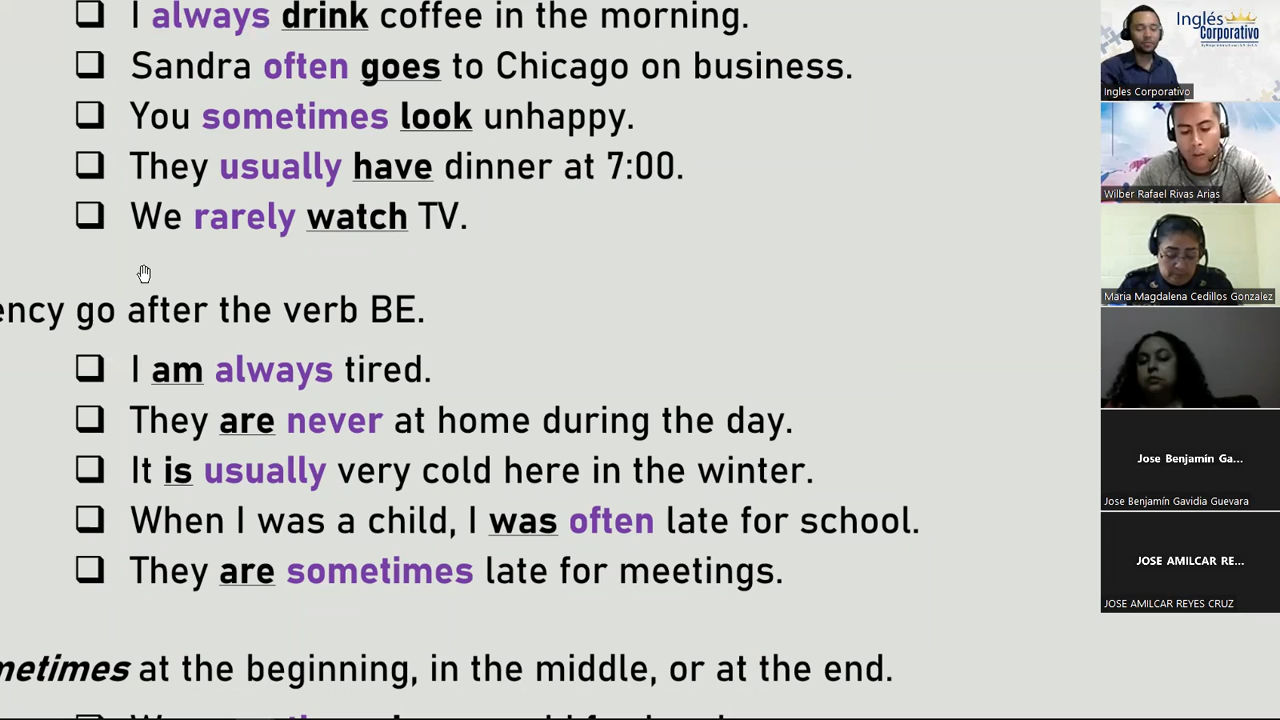 I always drink coffee in the morning.
Sandra often goes to Chicago on business.
You sometimes look unhappy.
They usually have dinner at 7:00.
We rarely watch TV.
ency go after the verb BE.
I am always tired.
They are never at home during the day.
It is usually very cold here in the winter.
When I was a child, I was often late for school.
They are sometimes late for meetings.
metimes at the beginning, in the middle, or at the end.
Inglés
Corporativo
Ingles Corporativo
Wilber Rafael Rivas Arias
Maria Magdalena Cedillos Gonzalez
Jose Benjamín Ga...
Jose Benjamín Gavidia Guevara
JOSE AMILCAR RE...
JOSE AMILCAR REYES CRUZ